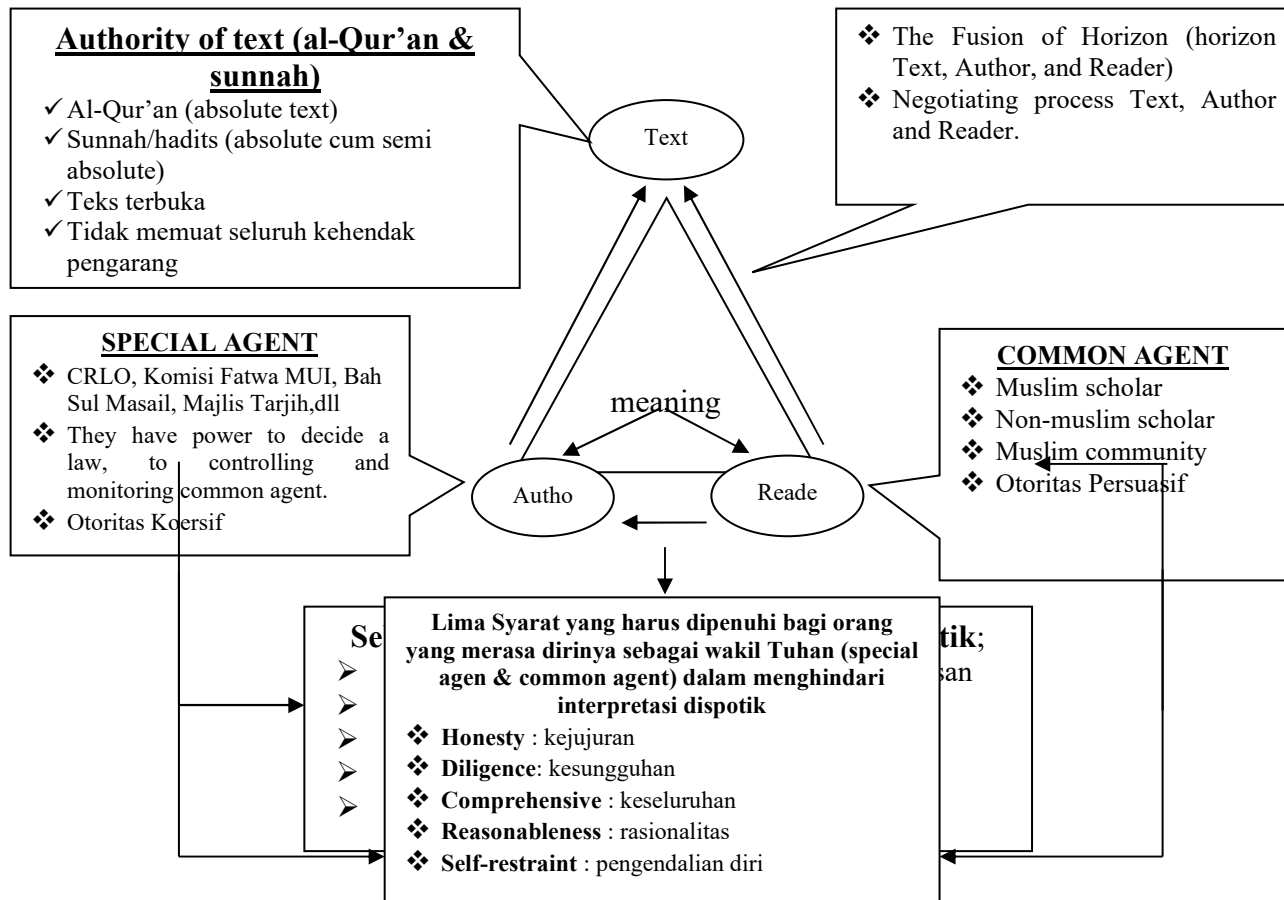 Authority of text (al-Qur’an &
sunnah)
✓ Al-Qur’an (absolute text)
✓ Sunnah/hadits (absolute cum semi
absolute)
✓ Teks terbuka
✓ Tidak memuat seluruh kehendak
pengarang
❖ The Fusion of Horizon (horizon
Text, Author, and Reader)
❖ Negotiating process Text, Author
and Reader.
Text
SPECIAL AGENT
❖ CRLO, Komisi Fatwa MUI, Bah
Sul Masail, Majlis Tarjih,dll
❖ They have power to decide a
law, to controlling and
monitoring common agent.
❖ Otoritas Koersif
meaning
Autho
Reade
COMMON AGENT
❖ Muslim scholar
❖ Non-muslim scholar
❖ Muslim community
❖ Otoritas Persuasif
Lima Syarat yang harus dipenuhi bagi orang
yang merasa dirinya sebagai wakil Tuhan (special
agen & common agent) dalam menghindari
interpretasi dispotik
❖ Honesty : kejujuran
❖ Diligence: kesungguhan
❖ Comprehensive : keseluruhan
❖ Reasonableness : rasionalitas
❖ Self-restraint : pengendalian diri